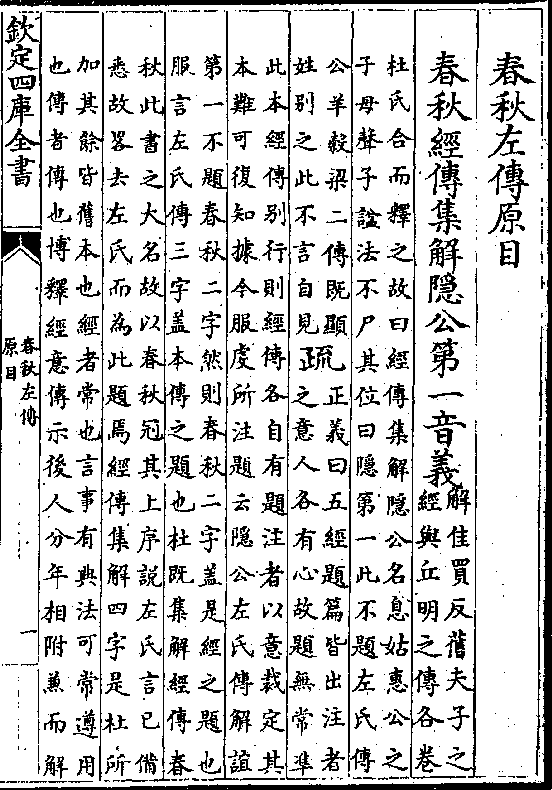 春秋左傳原目
春秋經傳集解隱公第一音義
解佳買反舊夫子之
經與丘明之傳各卷
杜氏合而釋之故曰經傳集解隱公名息姑惠公之
子母聲子諡法不尸其位曰隱第一此不題左氏傳
公羊穀梁二傳既顯
姓別之此不言自見
疏
正義曰五經題篇皆出注者
之意人各有心故題無常準
此本經傳別行則經傳各自有題注者以意裁定其
本難可復知據今服虔所注題云隱公左氏傳解誼
第一不題春秋二字然則春秋二字蓋是經之題也
服言左氏傳三字蓋本傳之題也杜既集解經傳春
秋此書之大名故以春秋冠其上序說左氏言已備
悉故畧去左氏而為此題焉經傳集解四字是杜所
加其餘皆舊本也經者常也言事有典法可常遵用
也傳者傳也博釋經意傳示後人分年相附兼而解
欽定四庫全書
春秋左傳
原目
一